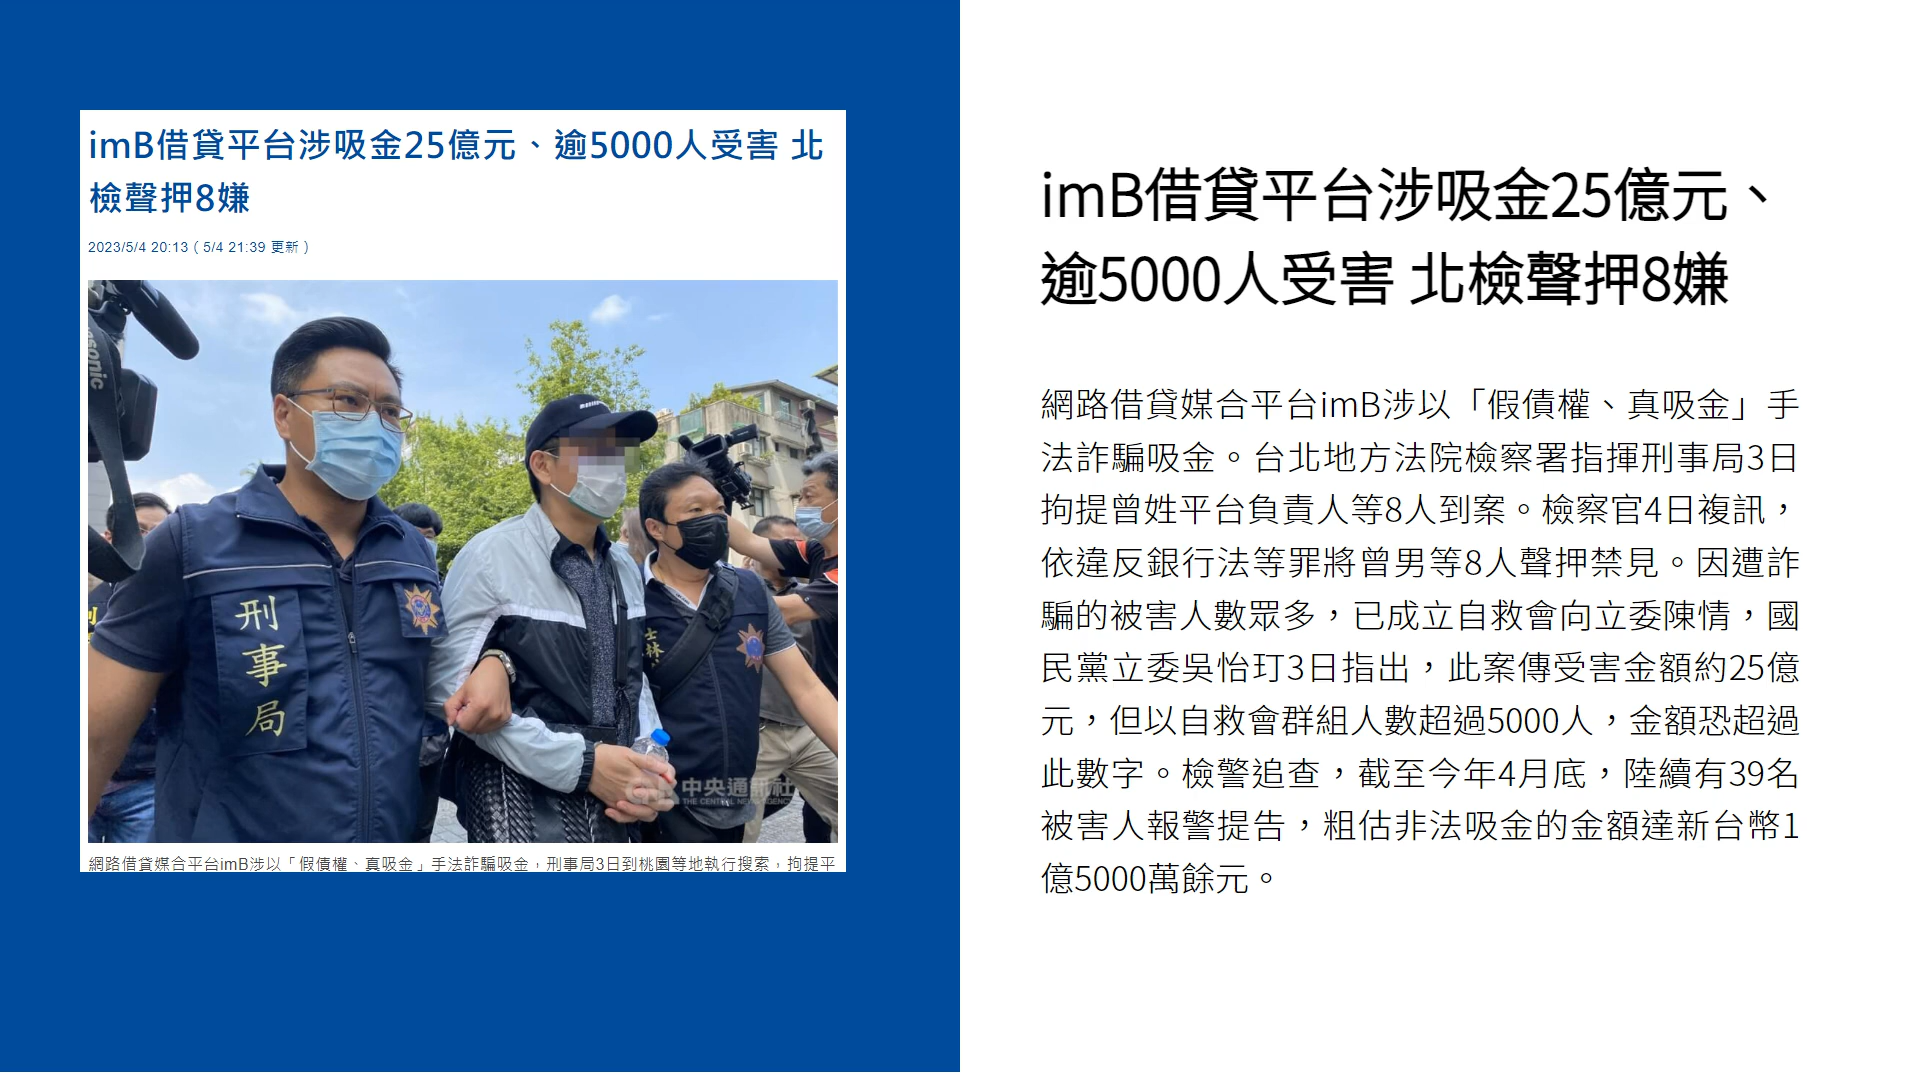 imB借貸平台涉吸金25億元、逾5000人受害 北
檢聲押8嫌
2023/5/4 20:13（5/4 21:39 更新）
sonic
刑
事
局
士
林
中央通訊社
THE CENTRAL NEWS AGENCY
網路借貸媒合平台imB涉以「假債權、真吸金」手法詐騙吸金，刑事局3日到桃園等地執行搜索，拘提平
imB借貸平台涉吸金25億元、
逾5000人受害 北檢聲押8嫌
網路借貸媒合平台imB涉以「假債權、真吸金」手
法詐騙吸金。台北地方法院檢察署指揮刑事局3日
拘提曾姓平台負責人等8人到案。檢察官4日複訊，
依違反銀行法等罪將曾男等8人聲押禁見。因遭詐
騙的被害人數眾多，已成立自救會向立委陳情，國
民黨立委吳怡玎3日指出，此案傳受害金額約25億
元，但以自救會群組人數超過5000人，金額恐超過
此數字。檢警追查，截至今年4月底，陸續有39名
被害人報警提告，粗估非法吸金的金額達新台幣1
億5000萬餘元。